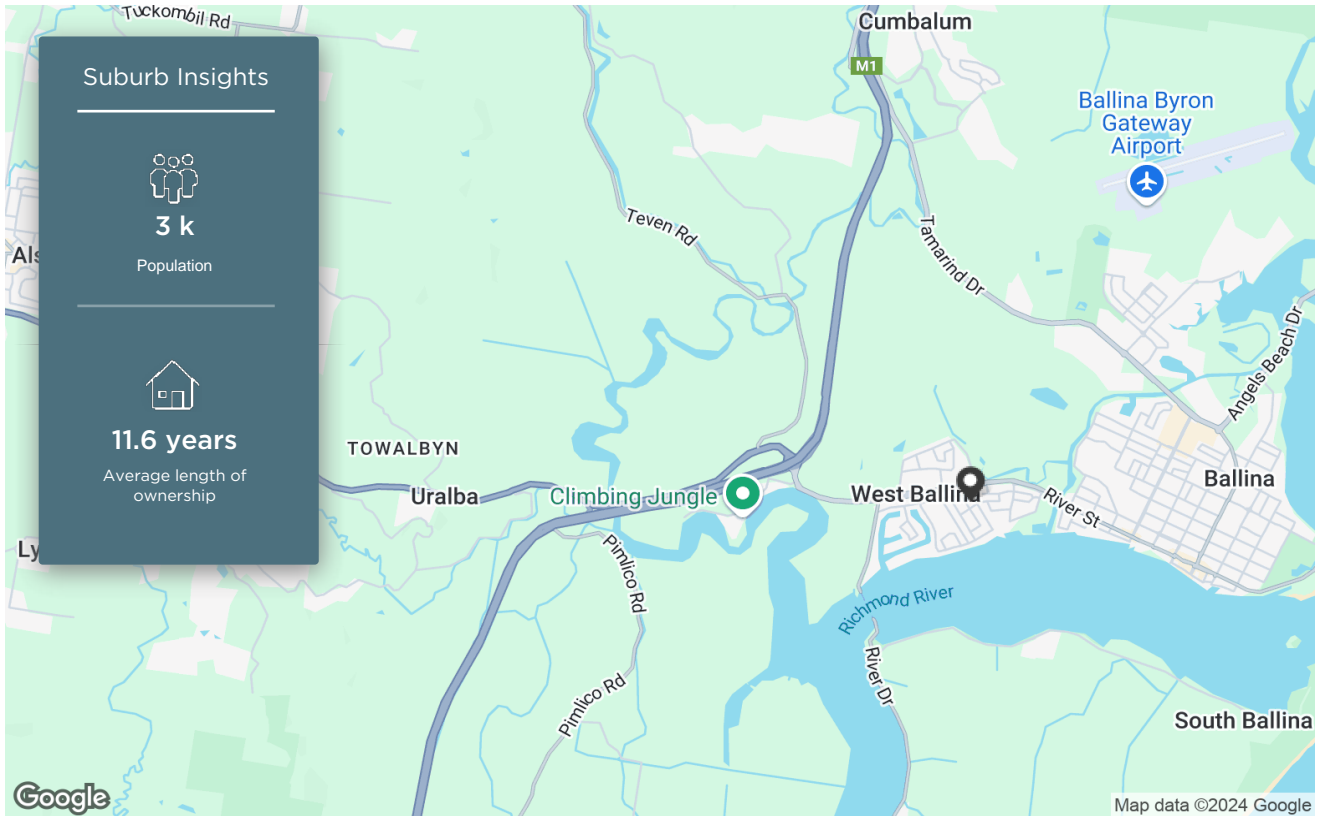 Tuckombil Rd
Cumbalum
M1
Suburb Insights
3 k
Population
11.6 years
Average length of
ownership
Ballina Byron
Gateway
Airport
Teven Rd
Tamarind Dr
Angels Beach Dr
Als
TOWALBYN
Uralba
Climbing Jungle
West Ballina
River St
Ballina
Ly
Pimlico Rd
Richmond River
River Dr
Pimlico Rd
South Ballina
Google
Map data ©2024 Google